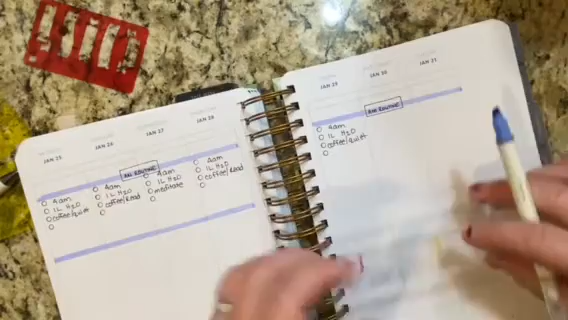 JAN 25
JAN 26
JAN 27
JAN 28
AM ROUTINE
4am
1L H2O
coffee/quiet
4am
1L H2O
coffee/read
4am
1L H2O
meditate
4am
1L H2O
coffee/read
JAN 29
JAN 30
JAN 31
AM ROUTINE
4am
1L H2O
coffee/quiet